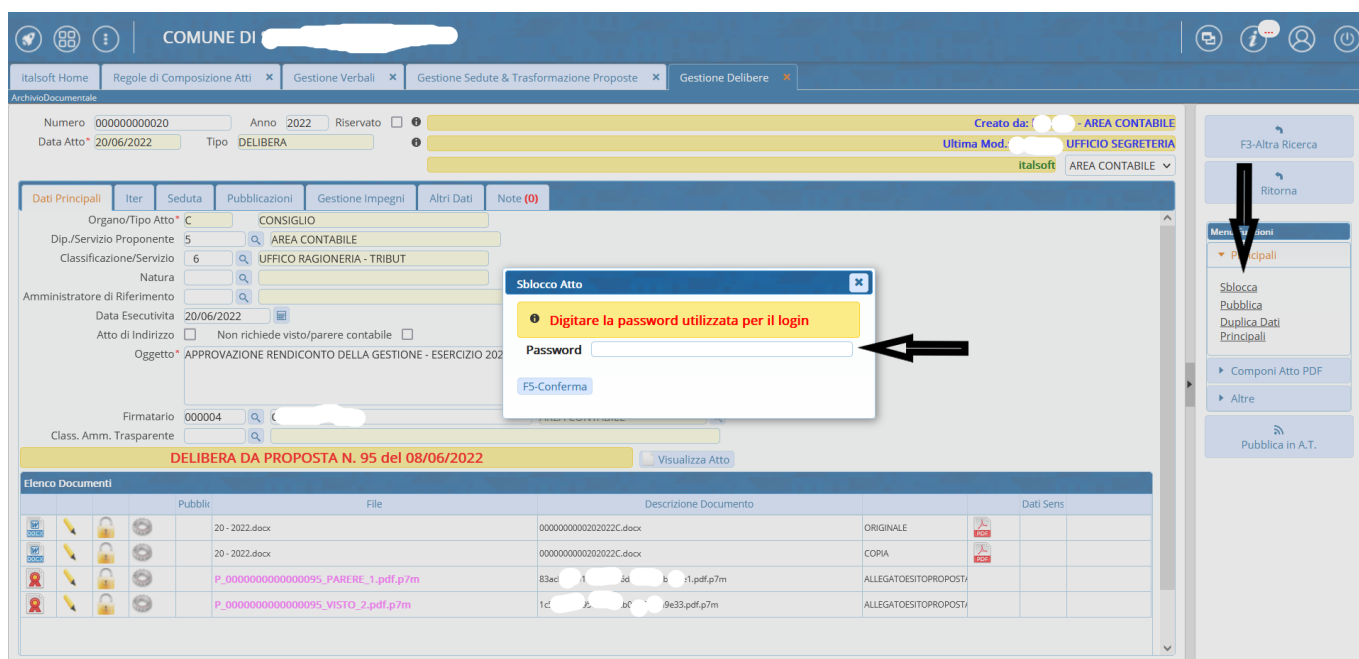 COMUNE DI
italsoft Home Regole di Composizione Atti × Gestione Verbali × Gestione Sedute & Trasformazione Proposte × Gestione Delibere ×
ArchivioDocumentale
Numero 000000000020 Anno 2022 Riservato Creato da: - AREA CONTABILE
Data Atto* 20/06/2022 Tipo DELIBERA Ultima Mod.: UFFICIO SEGRETERIA
italsoft AREA CONTABILE
F3-Altra Ricerca
Ritorna
Dati Principali Iter Seduta Pubblicazioni Gestione Impegni Altri Dati Note (0)
Organo/Tipo Atto* C CONSIGLIO
Dip./Servizio Proponente 5 AREA CONTABILE
Classificazione/Servizio 6 UFFICO RAGIONERIA - TRIBUT
Natura
Amministratore di Riferimento
Data Esecutivita 20/06/2022
Atto di Indirizzo Non richiede visto/parere contabile
Oggetto* APPROVAZIONE RENDICONTO DELLA GESTIONE - ESERCIZIO 202
Firmatario 000004
Class. Amm. Trasparente
Sblocco Atto
Digitare la password utilizzata per il login
Password
F5-Conferma
Principali
Sblocca
Pubblica
Duplica Dati
Principali
Componi Atto PDF
Altre
Pubblica in A.T.
DELIBERA DA PROPOSTA N. 95 del 08/06/2022 Visualizza Atto
Elenco Documenti
Pubblic File Descrizione Documento Dati Sens
DOCX 20 - 2022.docx 0000000000202022C.docx ORIGINALE PDF
DOCX 20 - 2022.docx 0000000000202022C.docx COPIA PDF
P_0000000000000095_PARERE_1.pdf.p7m ALLEGATOESITOPROPOST
P_0000000000000095_VISTO_2.pdf.p7m ALLEGATOESITOPROPOST